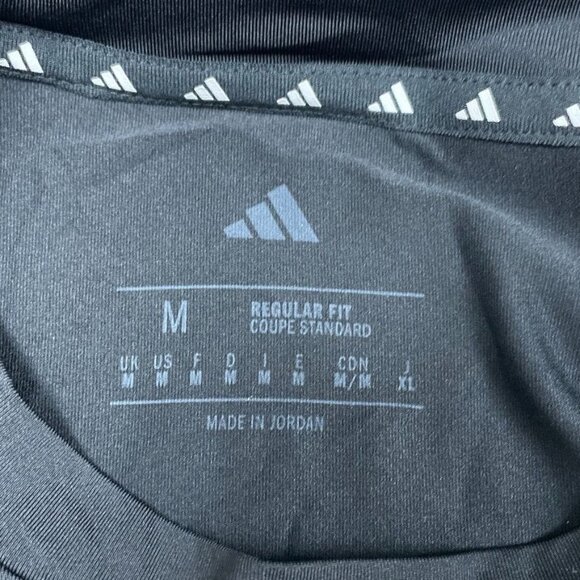 M
REGULAR FIT
COUPE STANDARD
UK US F D I E CDN J
M M M M M M M/M XL
MADE IN JORDAN